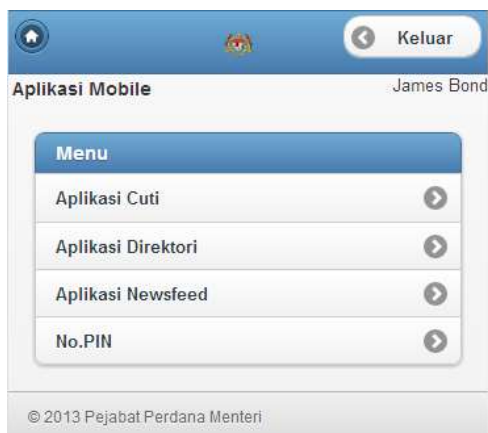 Keluar
Aplikasi Mobile
James Bond
Menu
Aplikasi Cuti
Aplikasi Direktori
Aplikasi Newsfeed
No.PIN
© 2013 Pejabat Perdana Menteri